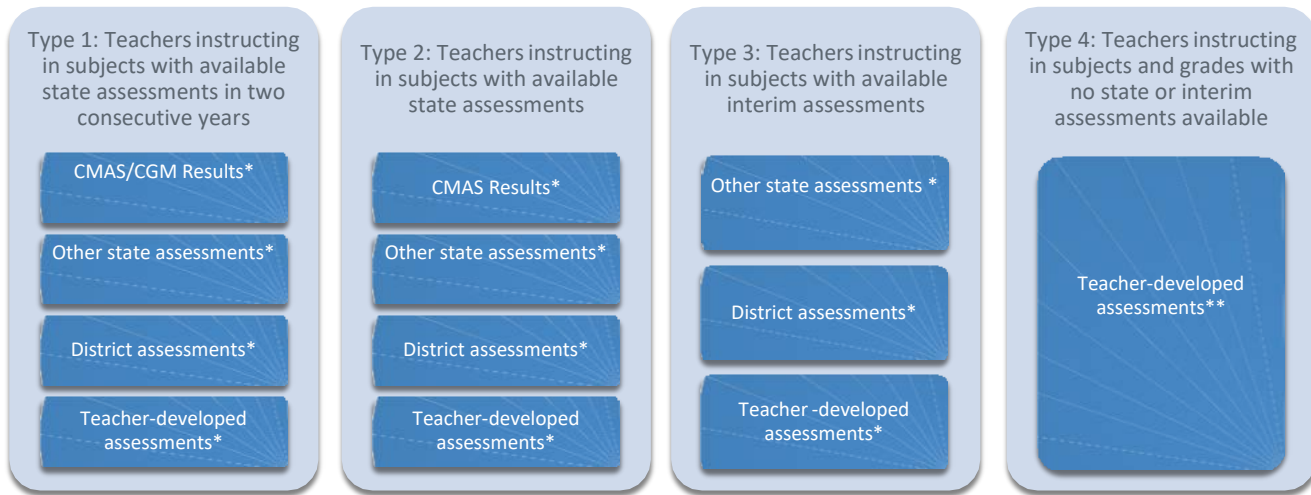 Type 1: Teachers instructing
in subjects with available
state assessments in two
consecutive years
CMAS/CGM Results*
Other state assessments*
District assessments*
Teacher-developed
assessments*
Type 2: Teachers instructing
in subjects with available
state assessments
CMAS Results*
Other state assessments*
District assessments*
Teacher-developed
assessments*
Type 3: Teachers instructing
in subjects with available
interim assessments
Other state assessments *
District assessments*
Teacher -developed
assessments*
Type 4: Teachers instructing
in subjects and grades with
no state or interim
assessments available
Teacher-developed
assessments**